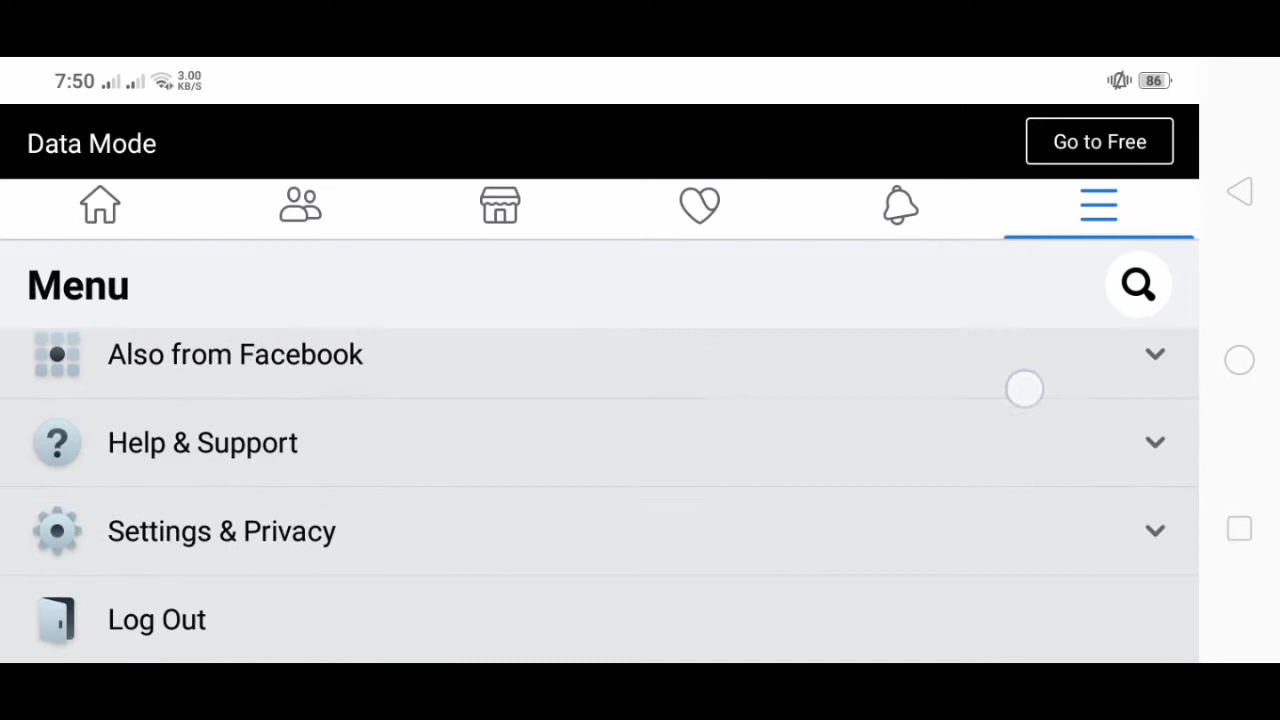 7:50 3.00 KB/S 86
Data Mode Go to Free
Menu
Also from Facebook
Help & Support
Settings & Privacy
Log Out